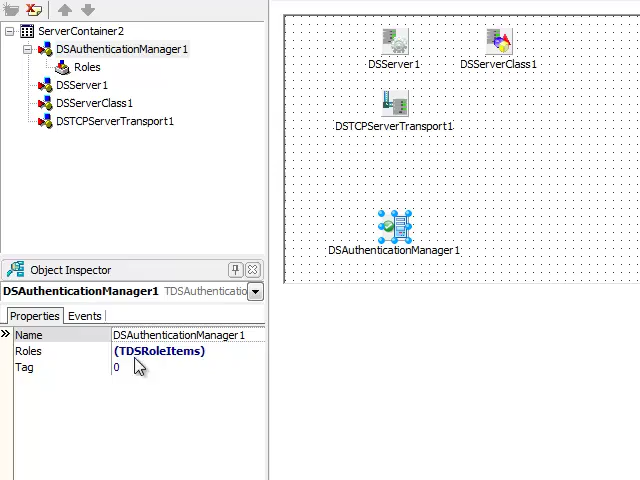 ServerContainer2
DSAuthenticationManager1
Roles
DSServer1
DSServerClass1
DSTCPServerTransport1
DSServer1
DSServerClass1
DSTCPServerTransport1
DSAuthenticationManager1
Object Inspector
DSAuthenticationManager1 TDSAuthenticatio
Properties Events
Name DSAuthenticationManager1
Roles (TDSRoleItems)
Tag 0